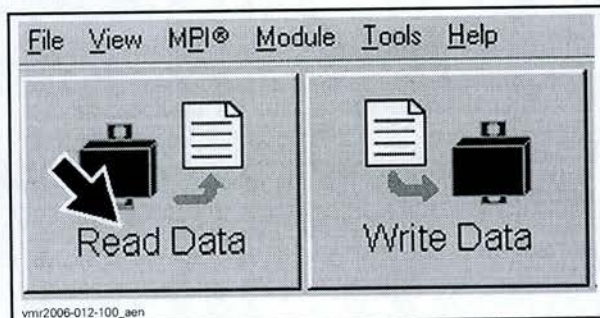 File View MPI® Module Tools Help
Read Data Write Data
vmr2006-012-100_aen